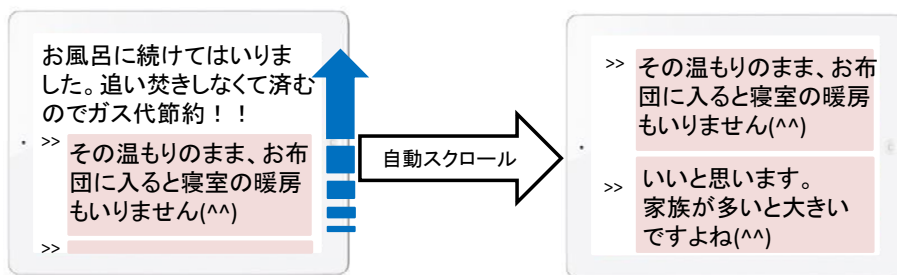 お風呂に続けてはいりま
した。追い焚きしなくて済む
のでガス代節約！！
>> その温もりのまま、お布
団に入ると寝室の暖房
もいりません(^^)
>>
自動スクロール
>> その温もりのまま、お布
団に入ると寝室の暖房
もいりません(^^)
>> いいと思います。
家族が多いと大きい
ですよね(^^)